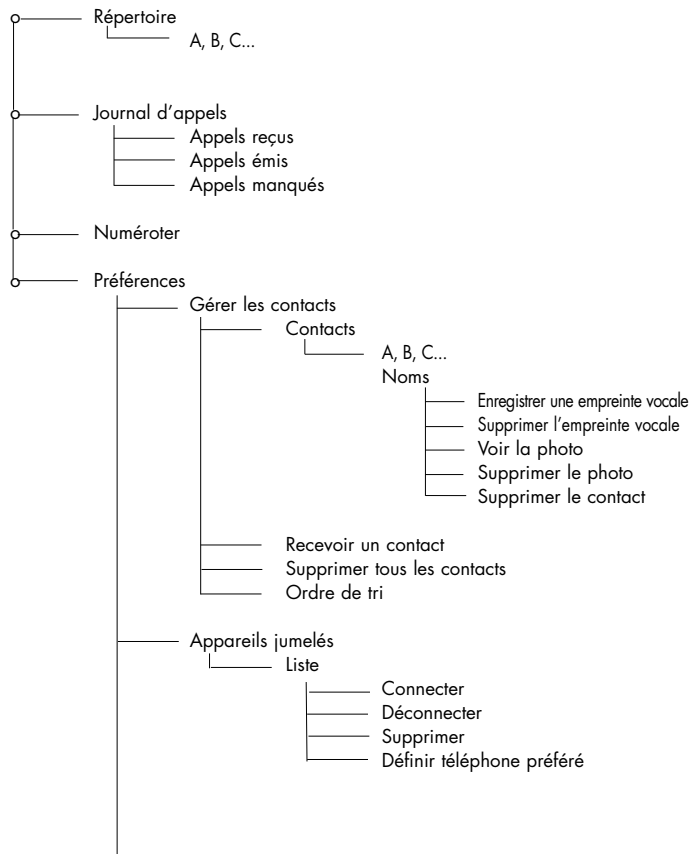 Répertoire
A, B, C...
Journal d'appels
Appels reçus
Appels émis
Appels manqués
Numéroter
Préférences
Gérer les contacts
Contacts
A, B, C...
Noms
Enregistrer une empreinte vocale
Supprimer l'empreinte vocale
Voir la photo
Supprimer le photo
Supprimer le contact
Recevoir un contact
Supprimer tous les contacts
Ordre de tri
Appareils jumelés
Liste
Connecter
Déconnecter
Supprimer
Définir téléphone préféré